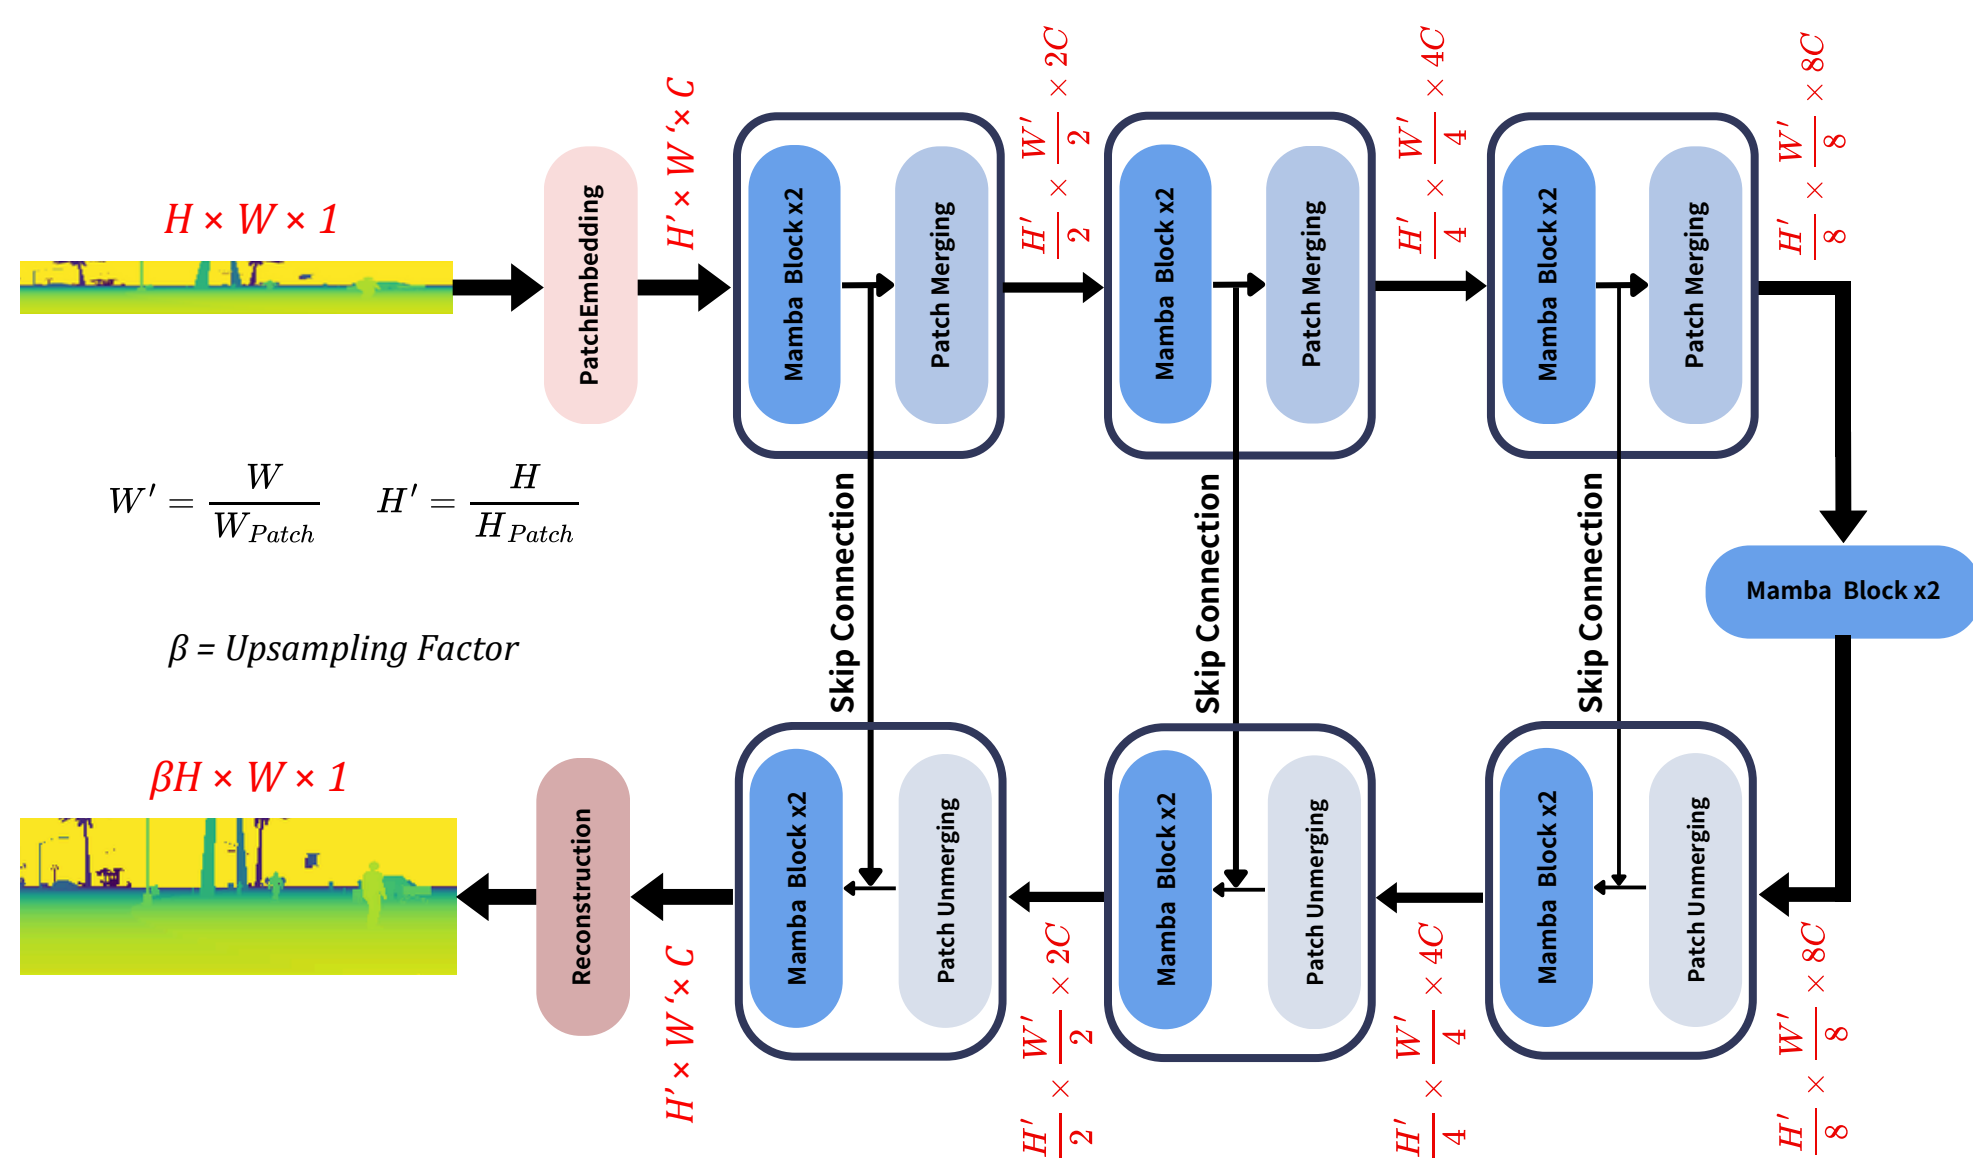 H × W × 1
PatchEmbedding
H' × W ‘× C
Mamba Block x2
Patch Merging
H'/2 × W'/2 × 2C
Mamba Block x2
Patch Merging
H'/4 × W'/4 × 4C
Mamba Block x2
Patch Merging
H'/8 × W'/8 × 8C
W' = W/W_Patch
H' = H/H_Patch
β = Upsampling Factor
Skip Connection
Skip Connection
Skip Connection
Mamba Block x2
βH × W × 1
Reconstruction
H' × W ‘× C
Mamba Block x2
Patch Unmerging
H'/2 × W'/2 × 2C
Mamba Block x2
Patch Unmerging
H'/4 × W'/4 × 4C
Mamba Block x2
Patch Unmerging
H'/8 × W'/8 × 8C